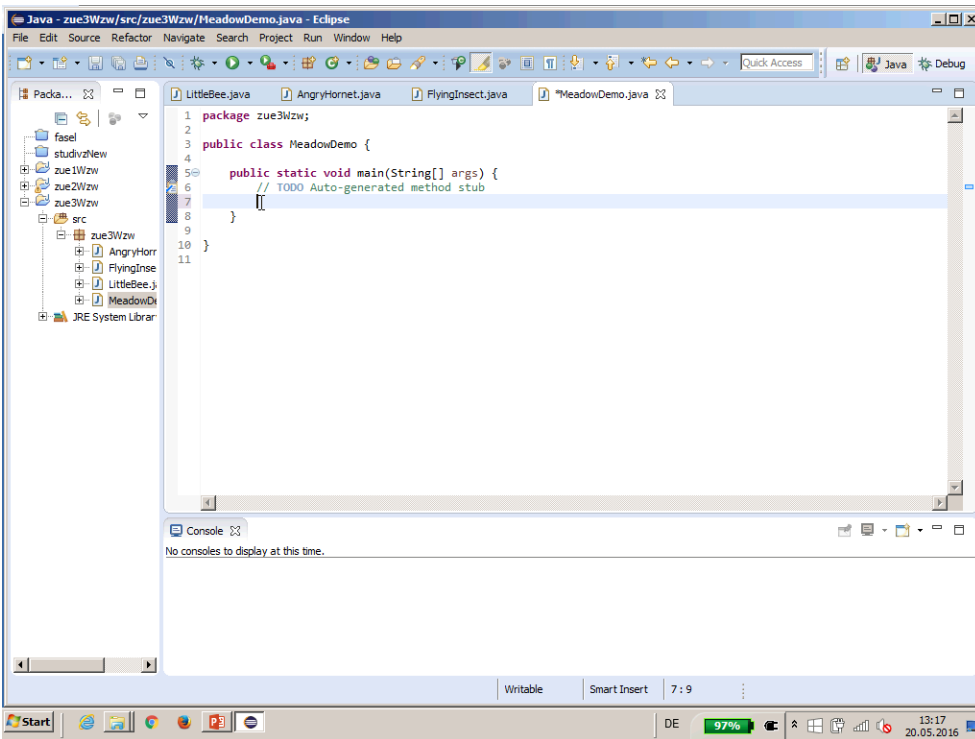 Java - zue3Wzw/src/zue3Wzw/MeadowDemo.java - Eclipse
File Edit Source Refactor Navigate Search Project Run Window Help
Quick Access Java Debug
Packa...
LittleBee.java AngryHornet.java FlyingInsect.java *MeadowDemo.java
fasel
studivzNew
zue1Wzw
zue2Wzw
zue3Wzw
src
zue3Wzw
AngryHorr
FlyingInse
LittleBee.j
MeadowDe
JRE System Librar
1 package zue3Wzw;
2
3 public class MeadowDemo {
4
5 public static void main(String[] args) {
6 // TODO Auto-generated method stub
7
8 }
9
10 }
11
Console
No consoles to display at this time.
Writable Smart Insert 7 : 9
Start DE 97% 13:17
20.05.2016